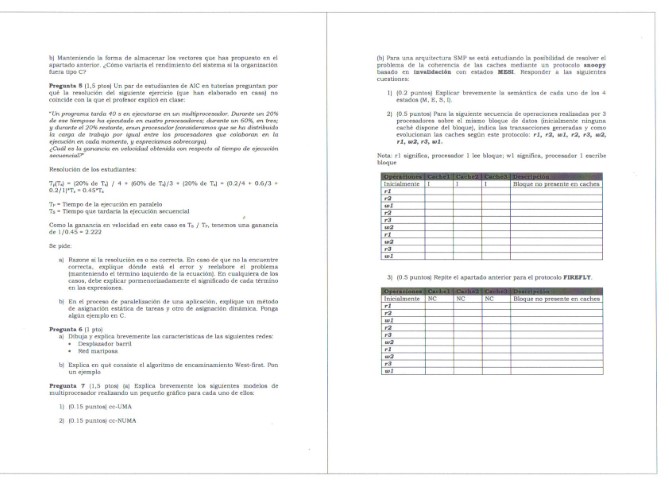 b) Manteniendo la forma de almacenar los vectores que has propuesto en el
apartado anterior. ¿Cómo variaría el rendimiento del sistema si la organización
fuera tipo C?
Pregunta 5 (1,5 ptos) Un par de estudiantes de AIC en tutorías preguntan por
qué la resolución del siguiente ejercicio (que han elaborado en casa) no
coincide con la que el profesor explicó en clase:
"Un programa tarda 40 s en ejecutarse en un multiprocesador. Durante un 20%
de ese tiempose ha ejecutado en cuatro procesadores; durante un 60%, en tres;
y durante el 20% restante, enun procesador (consideramos que se ha distribuido
la carga de trabajo por igual entre los procesadores que colaboran en la
ejecución en cada momento, y despreciamos sobrecarga).
¿Cuál es la ganancia en velocidad obtenida con respecto al tiempo de ejecución
secuencial?"
Resolución de los estudiantes:
Tₚ(Tₛ) = (20% de Tₛ) / 4 + (60% de Tₛ)/3 + (20% de Tₛ) = (0.2/4 + 0.6/3 +
0.2/1)*Tₛ = 0.45*Tₛ
Tₚ = Tiempo de la ejecución en paralelo
Tₛ = Tiempo que tardaría la ejecución secuencial
Como la ganancia en velocidad en este caso es Tₛ / Tₚ, tenemos una ganancia
de 1/0.45 = 2.222
Se pide:
a) Razone si la resolución es o no correcta. En caso de que no la encuentre
correcta, explique dónde está el error y reelabore el problema
(manteniendo el término izquierdo de la ecuación). En cualquiera de los
casos, debe explicar pormenorizadamente el significado de cada término
en las expresiones.
b) En el proceso de paralelización de una aplicación, explique un método
de asignación estática de tareas y otro de asignación dinámica. Ponga
algún ejemplo en C.
Pregunta 6 (1 pto)
a) Dibuja y explica brevemente las características de las siguientes redes:
• Desplazador barril
• Red mariposa
b) Explica en qué consiste el algoritmo de encaminamiento West-first. Pon
un ejemplo.
Pregunta 7 (1,5 ptos) (a) Explica brevemente los siguientes modelos de
multiprocesador realizando un pequeño gráfico para cada uno de ellos:
1) (0.15 puntos) cc-UMA
2) (0.15 puntos) cc-NUMA
(b) Para una arquitectura SMP se está estudiando la posibilidad de resolver el
problema de la coherencia de las caches mediante un protocolo snoopy
basado en invalidación con estados MESI. Responder a las siguientes
cuestiones:
1) (0.2 puntos) Explicar brevemente la semántica de cada uno de los 4
estados (M, E, S, I).
2) (0.5 puntos) Para la siguiente secuencia de operaciones realizadas por 3
procesadores sobre el mismo bloque de datos (inicialmente ninguna
caché dispone del bloque), indica las transacciones generadas y como
evolucionan las caches según este protocolo: r1, r2, w1, r2, r3, w2,
r1, w2, r3, w1.
Nota: r1 significa, procesador 1 lee bloque; w1 significa, procesador 1 escribe
bloque
Operaciones Cache1 Cache2 Cache3 Descripción
Inicialmente I I I Bloque no presente en caches
r1
r2
w1
r2
r3
w2
r1
w2
r3
w1
3) (0.5 puntos) Repite el apartado anterior para el protocolo FIREFLY.
Operaciones Cache1 Cache2 Cache3 Descripción
Inicialmente NC NC NC Bloque no presente en caches
r1
r2
w1
r2
r3
w2
r1
w2
r3
w1